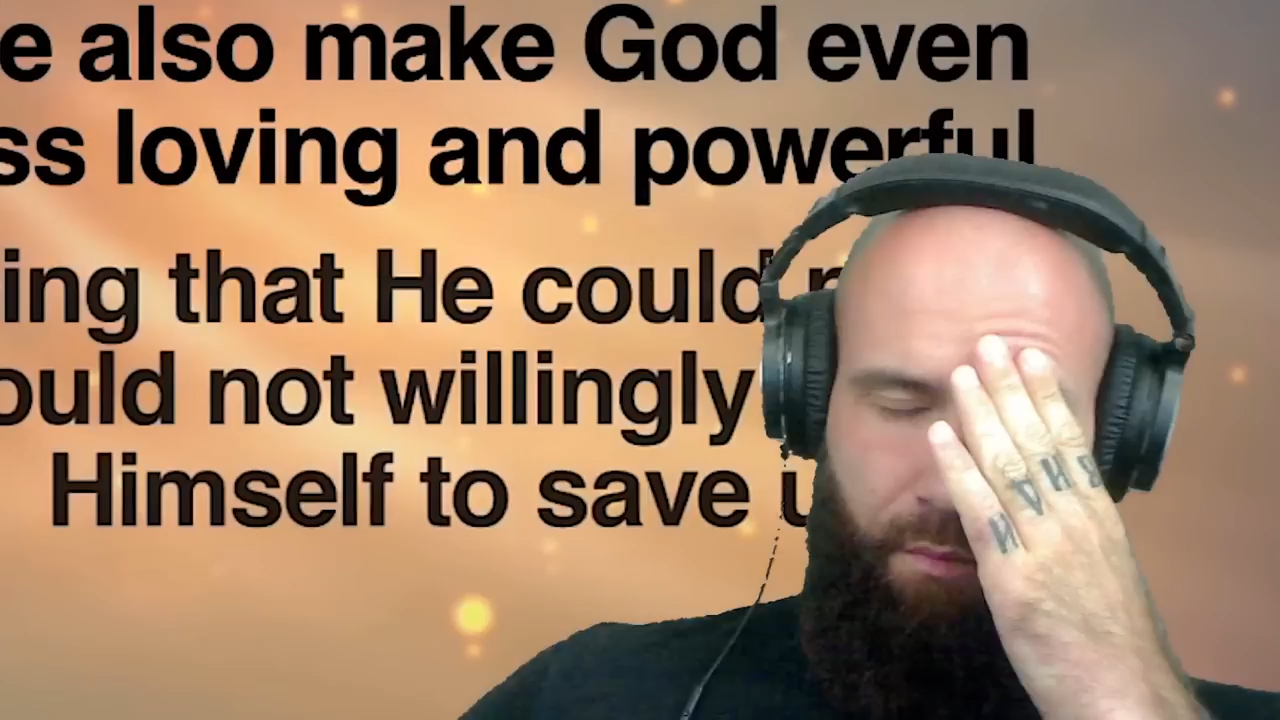 e also make God even
ss loving and powerful
ing that He could
ould not willingly
Himself to save u